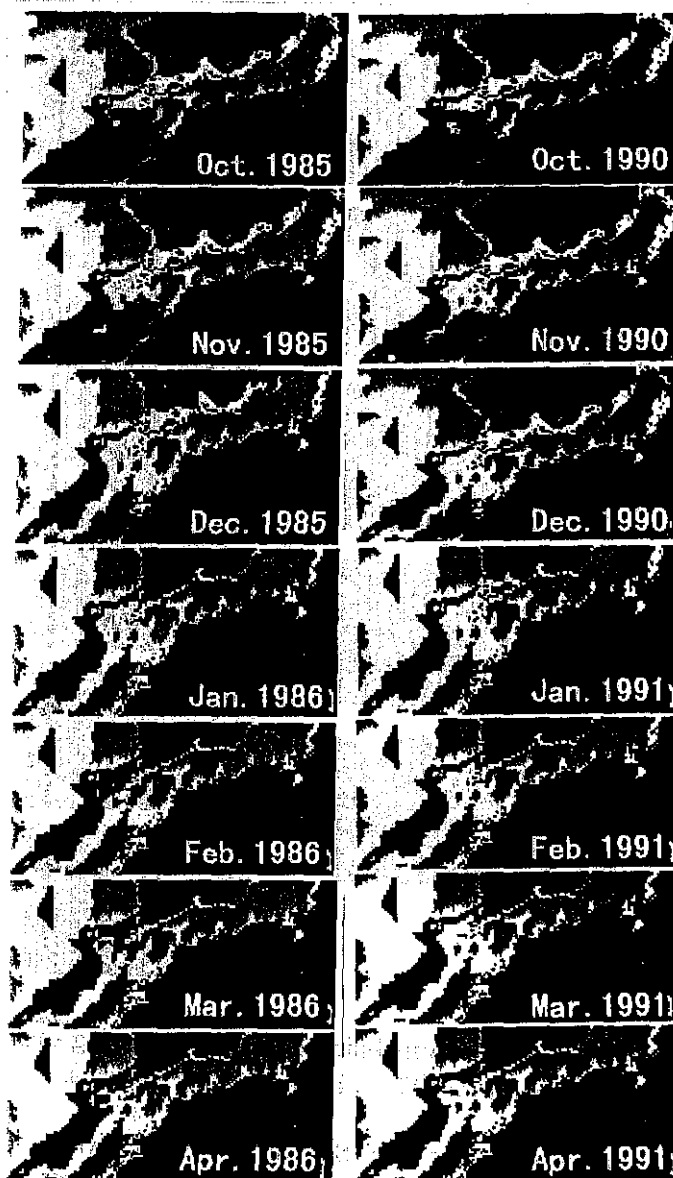 Oct. 1985
Oct. 1990
Nov. 1985
Nov. 1990
Dec. 1985
Dec. 1990
Jan. 1986
Jan. 1991
Feb. 1986
Feb. 1991
Mar. 1986
Mar. 1991
Apr. 1986
Apr. 1991